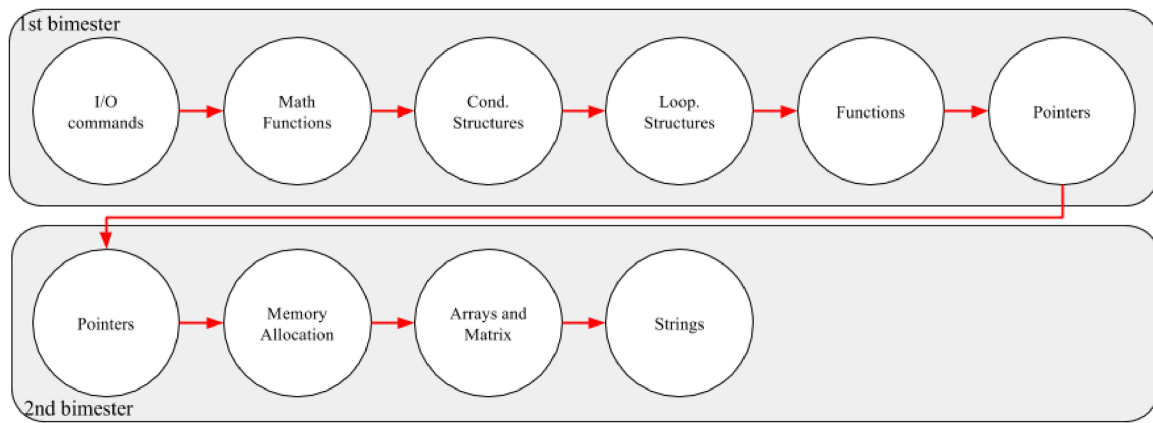 1st bimester
I/O
commands
Math
Functions
Cond.
Structures
Loop.
Structures
Functions
Pointers
Pointers
Memory
Allocation
Arrays and
Matrix
Strings
2nd bimester